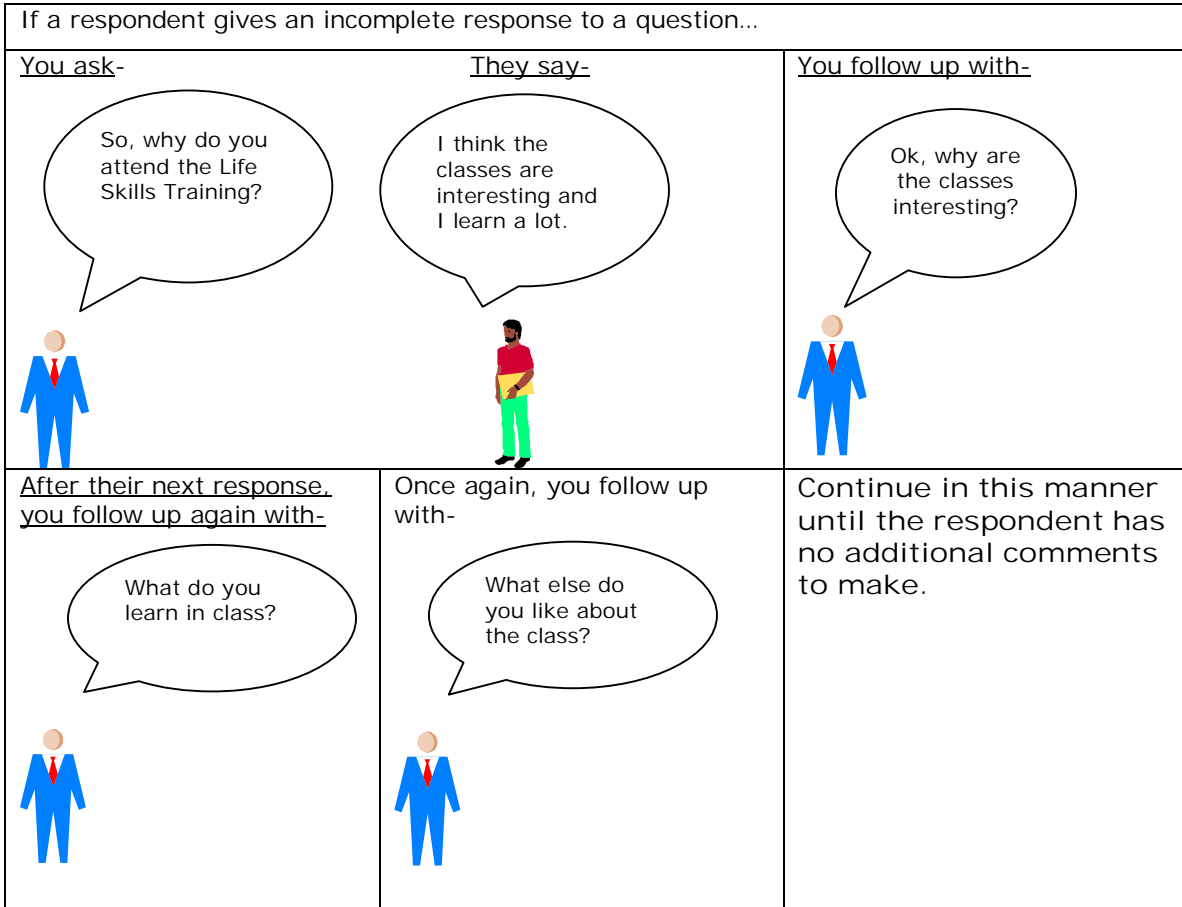 If a respondent gives an incomplete response to a question…
You ask-
They say-
You follow up with-
So, why do you
attend the Life
Skills Training?
I think the
classes are
interesting and
I learn a lot.
Ok, why are
the classes
interesting?
After their next response,
you follow up again with-
What do you
learn in class?
Once again, you follow up
with-
What else do
you like about
the class?
Continue in this manner
until the respondent has
no additional comments
to make.